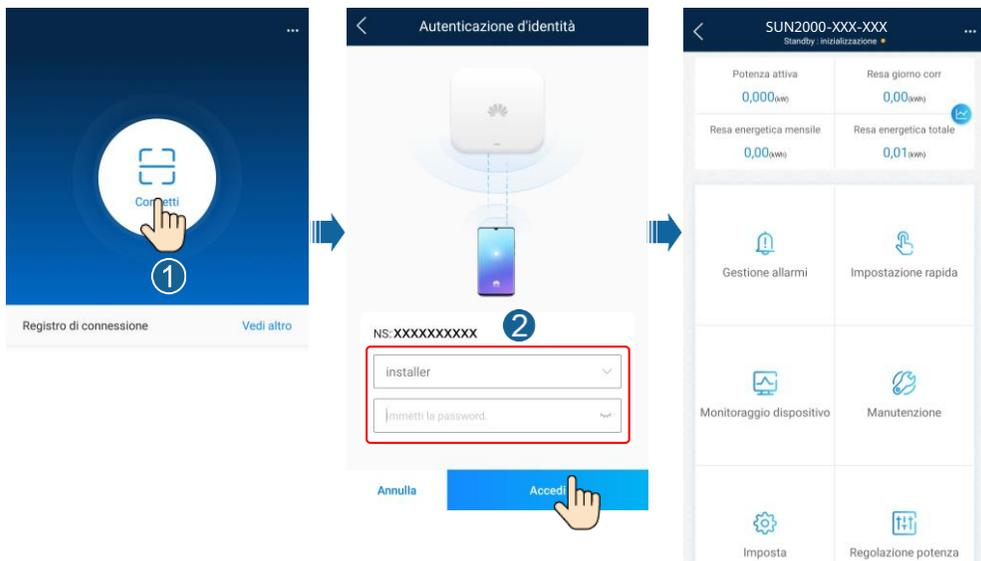 ...
Connetti
1
Registro di connessione
Vedi altro
Autenticazione d'identità
NS:XXXXXXXXXX
2
installer
Immetti la password.
Annulla
Accedi
SUN2000-XXX-XXX
...
Standby : inizializzazione
Potenza attiva
Resa giorno corr
0,000(kW)
0,00(kWh)
Resa energetica mensile
Resa energetica totale
0,00(kWh)
0,01(kWh)
Gestione allarmi
Impostazione rapida
Monitoraggio dispositivo
Manutenzione
Imposta
Regolazione potenza